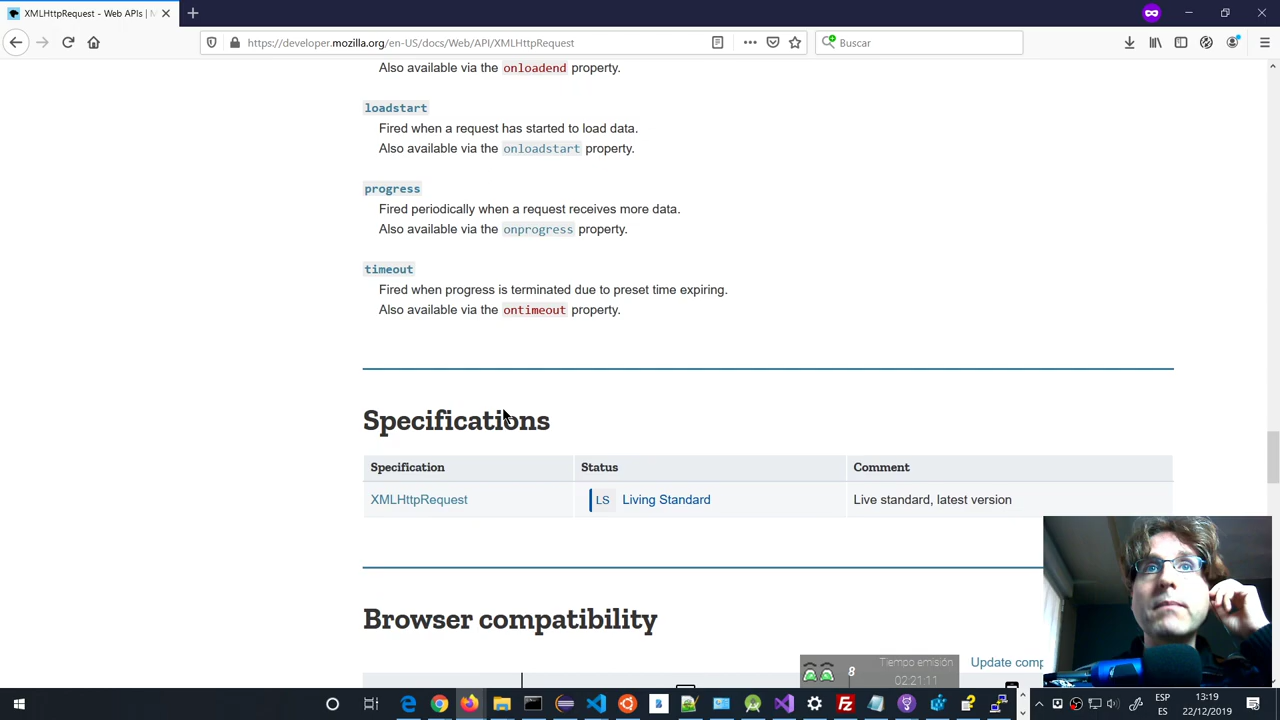 XMLHttpRequest - Web APIs | M
https://developer.mozilla.org/en-US/docs/Web/API/XMLHttpRequest
Buscar
Also available via the onloadend property.
loadstart
Fired when a request has started to load data.
Also available via the onloadstart property.
progress
Fired periodically when a request receives more data.
Also available via the onprogress property.
timeout
Fired when progress is terminated due to preset time expiring.
Also available via the ontimeout property.
Specifications
Specification Status Comment
XMLHttpRequest LS Living Standard Live standard, latest version
Browser compatibility
Update comp
8 Tiempo emisión
02:21:11
ESP 13:19
ES 22/12/2019